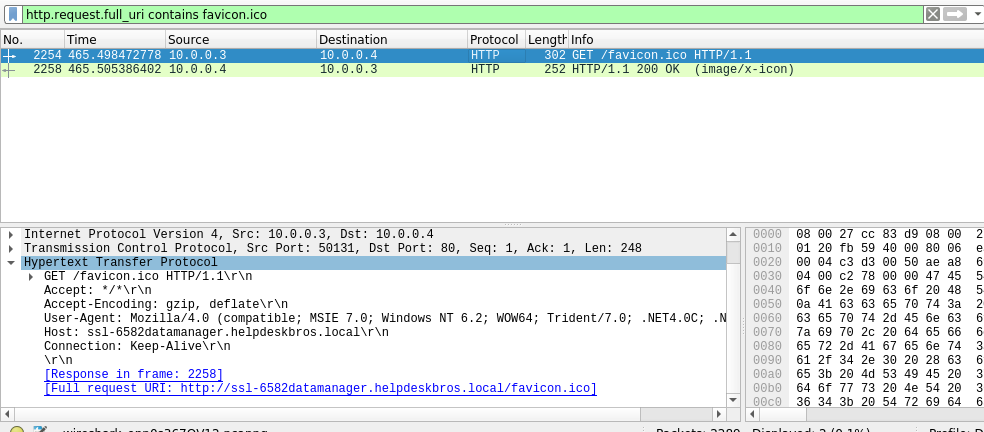 http.request.full_uri contains favicon.ico
No. Time Source Destination Protocol Length Info
2254 465.498472778 10.0.0.3 10.0.0.4 HTTP 302 GET /favicon.ico HTTP/1.1
2258 465.505386402 10.0.0.4 10.0.0.3 HTTP 252 HTTP/1.1 200 OK (image/x-icon)
Internet Protocol Version 4, Src: 10.0.0.3, Dst: 10.0.0.4
Transmission Control Protocol, Src Port: 50131, Dst Port: 80, Seq: 1, Ack: 1, Len: 248
Hypertext Transfer Protocol
GET /favicon.ico HTTP/1.1\r\n
Accept: */*\r\n
Accept-Encoding: gzip, deflate\r\n
User-Agent: Mozilla/4.0 (compatible; MSIE 7.0; Windows NT 6.2; WOW64; Trident/7.0; .NET4.0C; .N
Host: ssl-6582datamanager.helpdeskbros.local\r\n
Connection: Keep-Alive\r\n
\r\n
[Response in frame: 2258]
[Full request URI: http://ssl-6582datamanager.helpdeskbros.local/favicon.ico]
0000 08 00 27 cc 83 d9 08 00 2
0010 01 20 fb 59 40 00 80 06 e
0020 00 04 c3 d3 00 50 ae a8 6
0030 04 00 c2 78 00 00 47 45 5
0040 6f 6e 2e 69 63 6f 20 48 5
0050 0a 41 63 63 65 70 74 3a 2
0060 63 65 70 74 2d 45 6e 63 6
0070 7a 69 70 2c 20 64 65 66 6
0080 65 72 2d 41 67 65 6e 74 3
0090 61 2f 34 2e 30 20 28 63 6
00a0 65 3b 20 4d 53 49 45 20 3
00b0 64 6f 77 73 20 4e 54 20 3
00c0 36 34 3b 20 54 72 69 64 6